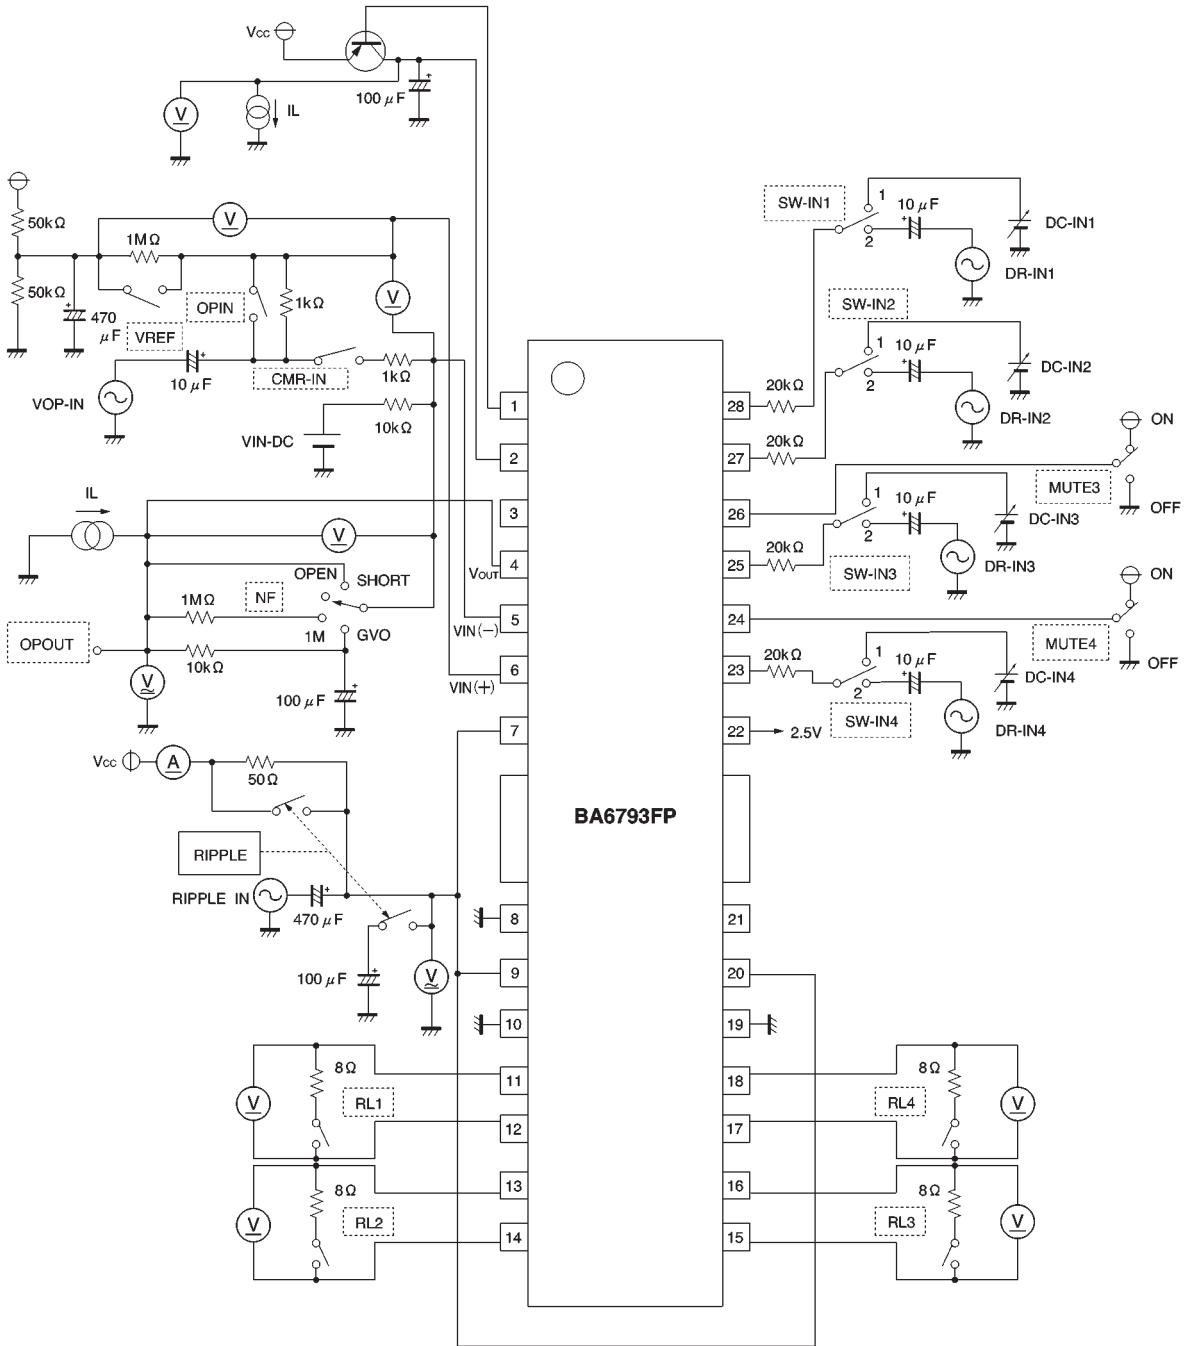 Vcc
100 μF
V
IL
50kΩ
V
1MΩ
50kΩ
OPIN
1kΩ
V
470 μF
VREF
10 μF
CMR-IN
1kΩ
VOP-IN
10kΩ
VIN-DC
IL
V
OPEN
SHORT
NF
1MΩ
1M
GVO
OPOUT
10kΩ
V
100 μF
Vcc
A
50Ω
RIPPLE
RIPPLE IN
470 μF
100 μF
V
8Ω
V
RL1
8Ω
V
RL2
1
2
3
VOUT
4
VIN(−)
5
VIN(+)
6
7
8
9
10
11
12
13
14
BA6793FP
28
27
26
25
24
23
22
21
20
19
18
17
16
15
SW-IN1
1
2
10 μF
DC-IN1
DR-IN1
20kΩ
SW-IN2
1
2
10 μF
DC-IN2
DR-IN2
20kΩ
ON
MUTE3
OFF
1
2
10 μF
DC-IN3
20kΩ
SW-IN3
DR-IN3
ON
MUTE4
OFF
20kΩ
1
2
10 μF
DC-IN4
SW-IN4
DR-IN4
2.5V
8Ω
RL4
V
8Ω
RL3
V